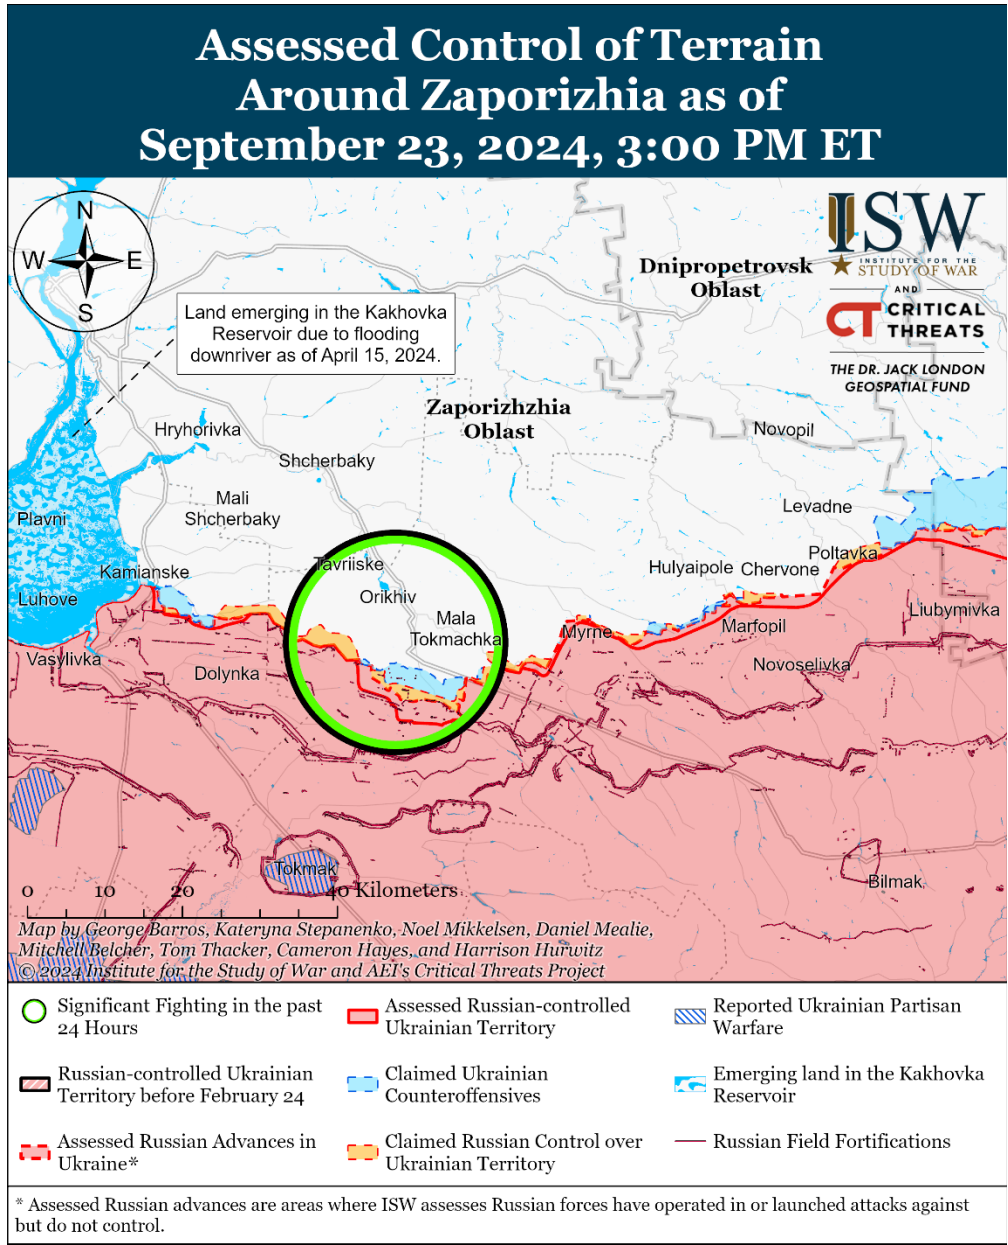 Assessed Control of Terrain
Around Zaporizhia as of
September 23, 2024, 3:00 PM ET
N
W
E
S
ISW
INSTITUTE FOR THE
STUDY OF WAR
AND
CT CRITICAL
THREATS
THE DR. JACK LONDON
GEOSPATIAL FUND
Dnipropetrovsk
Oblast
Land emerging in the Kakhovka
Reservoir due to flooding
downriver as of April 15, 2024.
Zaporizhzhia
Oblast
Hryhorivka
Novopil
Shcherbaky
Mali
Shcherbaky
Levadne
Plavni
Poltavka
Tavriiske
Kamianske
Hulyaipole
Chervone
Orikhiv
Luhove
Liubymivka
Mala
Tokmachka
Myrne
Marfopil
Vasylivka
Dolynka
Novoselivka
Tokmak
Bilmak
0 10 20 40 Kilometers
Map by George Barros, Kateryna Stepanenko, Noel Mikkelsen, Daniel Mealie,
Mitchell Belcher, Tom Thacker, Cameron Hayes, and Harrison Hurwitz
© 2024 Institute for the Study of War and AEI's Critical Threats Project
Significant Fighting in the past
24 Hours
Assessed Russian-controlled
Ukrainian Territory
Reported Ukrainian Partisan
Warfare
Russian-controlled Ukrainian
Territory before February 24
Claimed Ukrainian
Counteroffensives
Emerging land in the Kakhovka
Reservoir
Assessed Russian Advances in
Ukraine*
Claimed Russian Control over
Ukrainian Territory
Russian Field Fortifications
* Assessed Russian advances are areas where ISW assesses Russian forces have operated in or launched attacks against
but do not control.